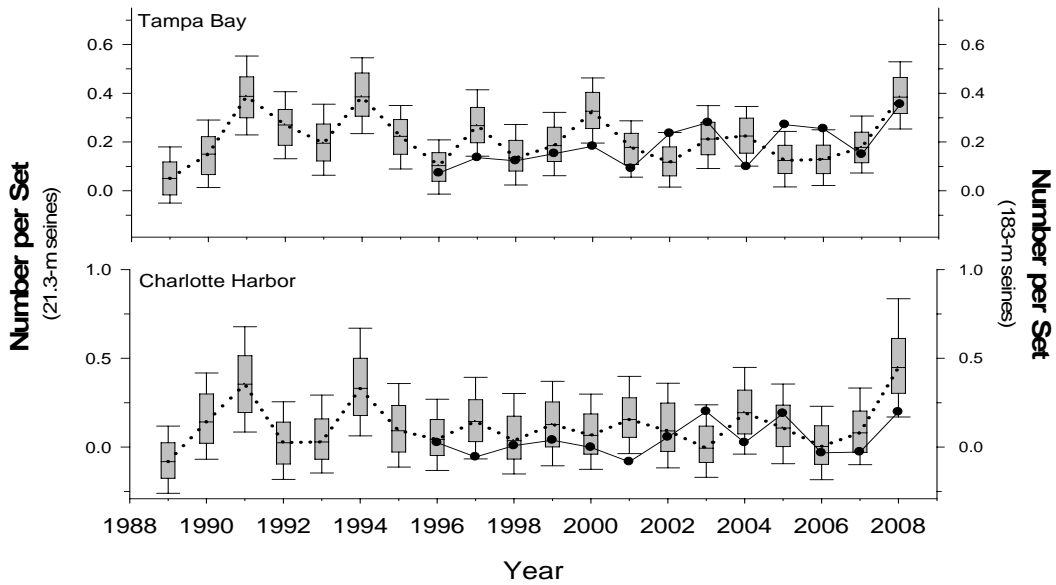 Tampa Bay
0.6
0.4
0.2
0.0
0.6
0.4
0.2
0.0
Number per Set
(21.3-m seines)
Number per Set
(183-m seines)
Charlotte Harbor
1.0
0.5
0.0
1.0
0.5
0.0
1988 1990 1992 1994 1996 1998 2000 2002 2004 2006 2008
Year